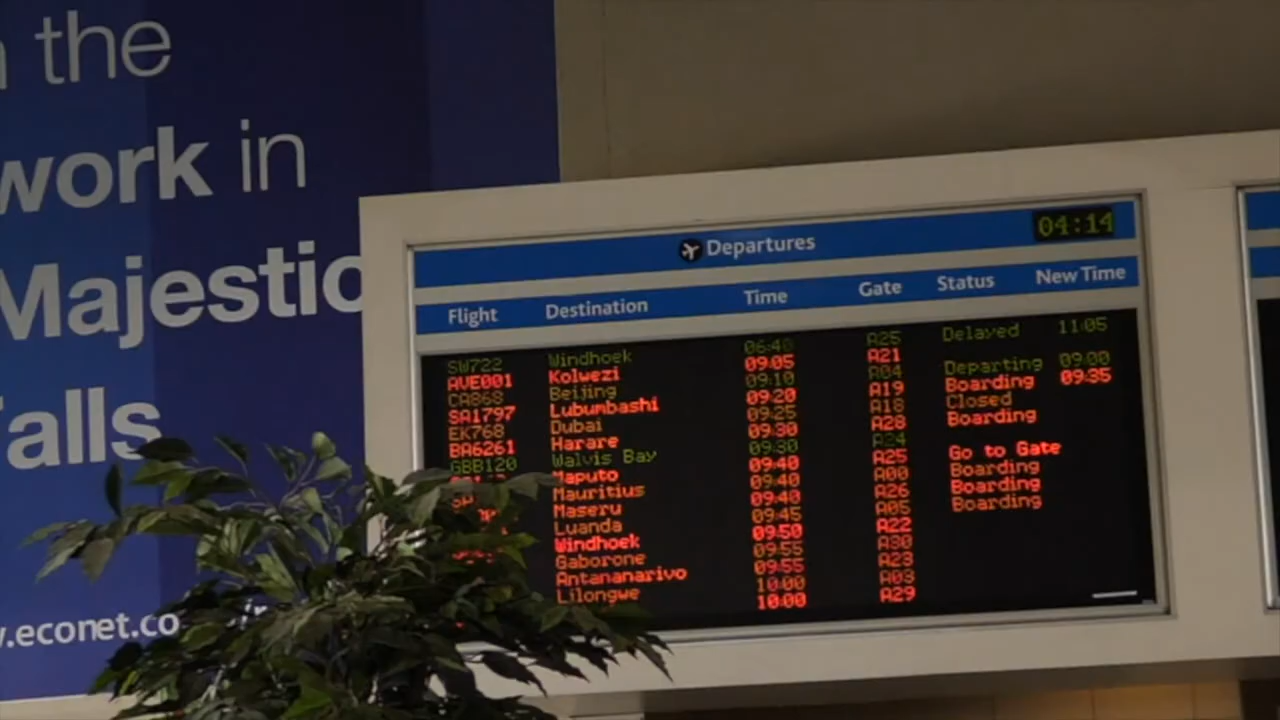 n the
work in
Majestic
Falls
w.econet.co
Departures 04:14
Flight Destination Time Gate Status New Time
SW722 Windhoek 06:40 A25 Delayed 11:05
AVE001 Kolwezi 09:05 A21
CA868 Beijing 09:10 A04 Departing 09:00
SA1797 Lubumbashi 09:20 A19 Boarding 09:35
EK768 Dubai 09:25 A18 Closed
BA6261 Harare 09:30 A28 Boarding
GBB120 Walvis Bay 09:30 A24
Maputo 09:40 A25 Go to Gate
Mauritius 09:40 A00 Boarding
Maseru 09:40 A26 Boarding
Luanda 09:45 A05 Boarding
Windhoek 09:50 A22
Gaborone 09:55 A30
Antananarivo 09:55 A23
Lilongwe 10:00 A03
10:00 A29